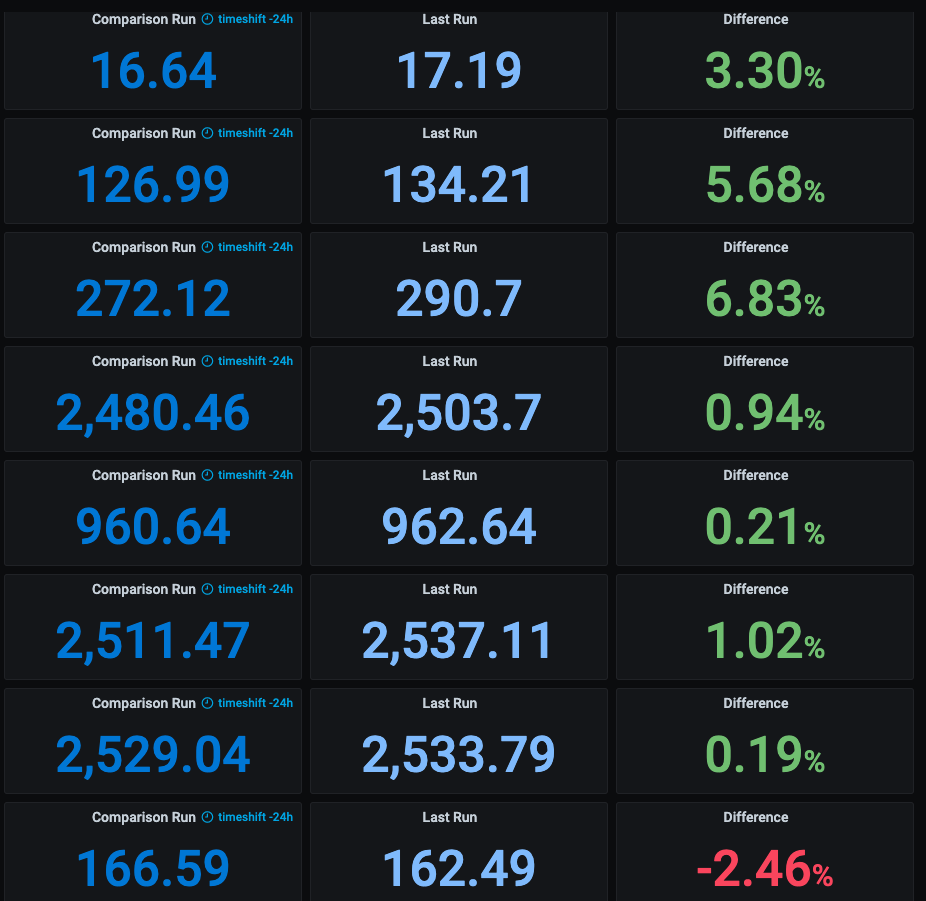 Comparison Run timeshift -24h Last Run Difference
16.64 17.19 3.30%
Comparison Run timeshift -24h Last Run Difference
126.99 134.21 5.68%
Comparison Run timeshift -24h Last Run Difference
272.12 290.7 6.83%
Comparison Run timeshift -24h Last Run Difference
2,480.46 2,503.7 0.94%
Comparison Run timeshift -24h Last Run Difference
960.64 962.64 0.21%
Comparison Run timeshift -24h Last Run Difference
2,511.47 2,537.11 1.02%
Comparison Run timeshift -24h Last Run Difference
2,529.04 2,533.79 0.19%
Comparison Run timeshift -24h Last Run Difference
166.59 162.49 -2.46%